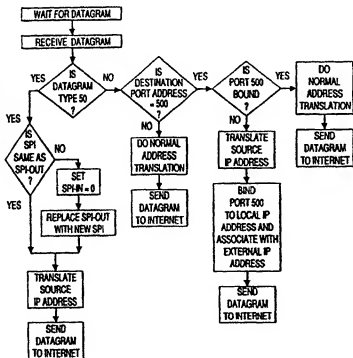 WAIT FOR DATAGRAM
RECEIVE DATAGRAM
IS
DATAGRAM
TYPE 50
?
YES
NO
IS
DESTINATION
PORT ADDRESS
= 500
?
YES
NO
IS
PORT 500
BOUND
?
YES
NO
DO
NORMAL
ADDRESS
TRANSLATION
SEND
DATAGRAM
TO INTERNET
YES
IS
SPI
SAME AS
SPI-OUT
?
NO
YES
SET
SPI-IN = 0
REPLACE SPI-OUT
WITH NEW SPI
DO NORMAL
ADDRESS
TRANSLATION
SEND
DATAGRAM
TO INTERNET
TRANSLATE
SOURCE
IP ADDRESS
BIND
PORT 500
TO LOCAL IP
ADDRESS AND
ASSOCIATE WITH
EXTERNAL IP
ADDRESS
SEND
DATAGRAM
TO INTERNET
TRANSLATE
SOURCE
IP ADDRESS
SEND
DATAGRAM
TO INTERNET